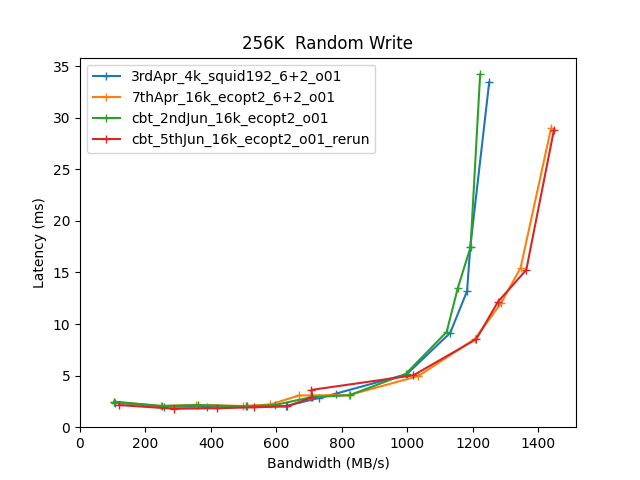 256K  Random Write
3rdApr_4k_squid192_6+2_o01
7thApr_16k_ecopt2_6+2_o01
cbt_2ndJun_16k_ecopt2_o01
cbt_5thJun_16k_ecopt2_o01_rerun
Latency (ms)
35
30
25
20
15
10
5
0
0 200 400 600 800 1000 1200 1400
Bandwidth (MB/s)